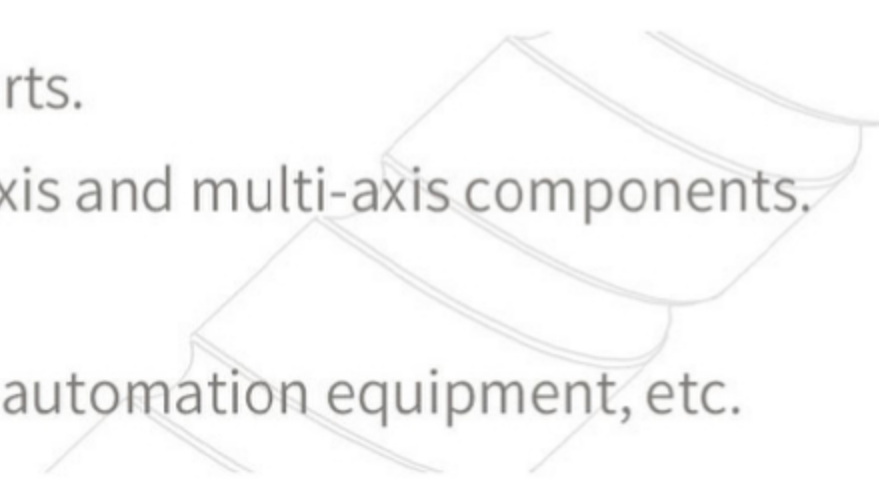 rts.
xis and multi-axis components.
automation equipment, etc.